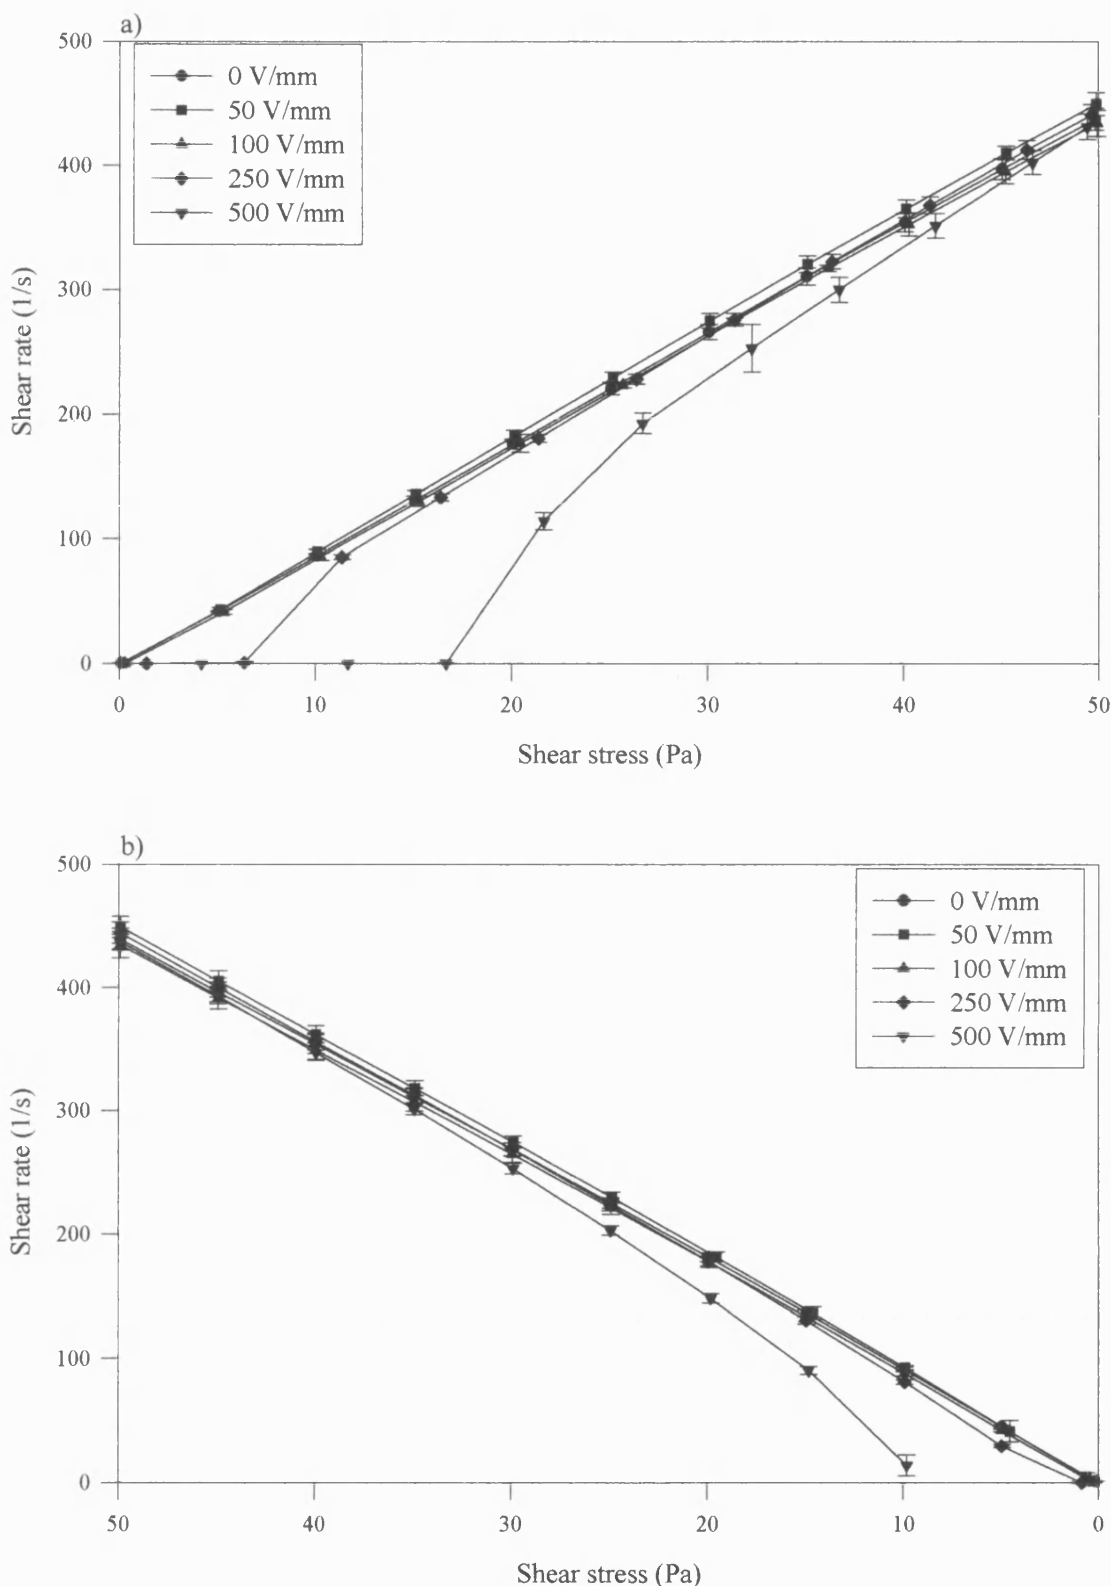 a)
500
400
300
200
100
0
Shear rate (1/s)
0 V/mm
50 V/mm
100 V/mm
250 V/mm
500 V/mm
0 10 20 30 40 50
Shear stress (Pa)
b)
500
400
300
200
100
0
Shear rate (1/s)
0 V/mm
50 V/mm
100 V/mm
250 V/mm
500 V/mm
50 40 30 20 10 0
Shear stress (Pa)